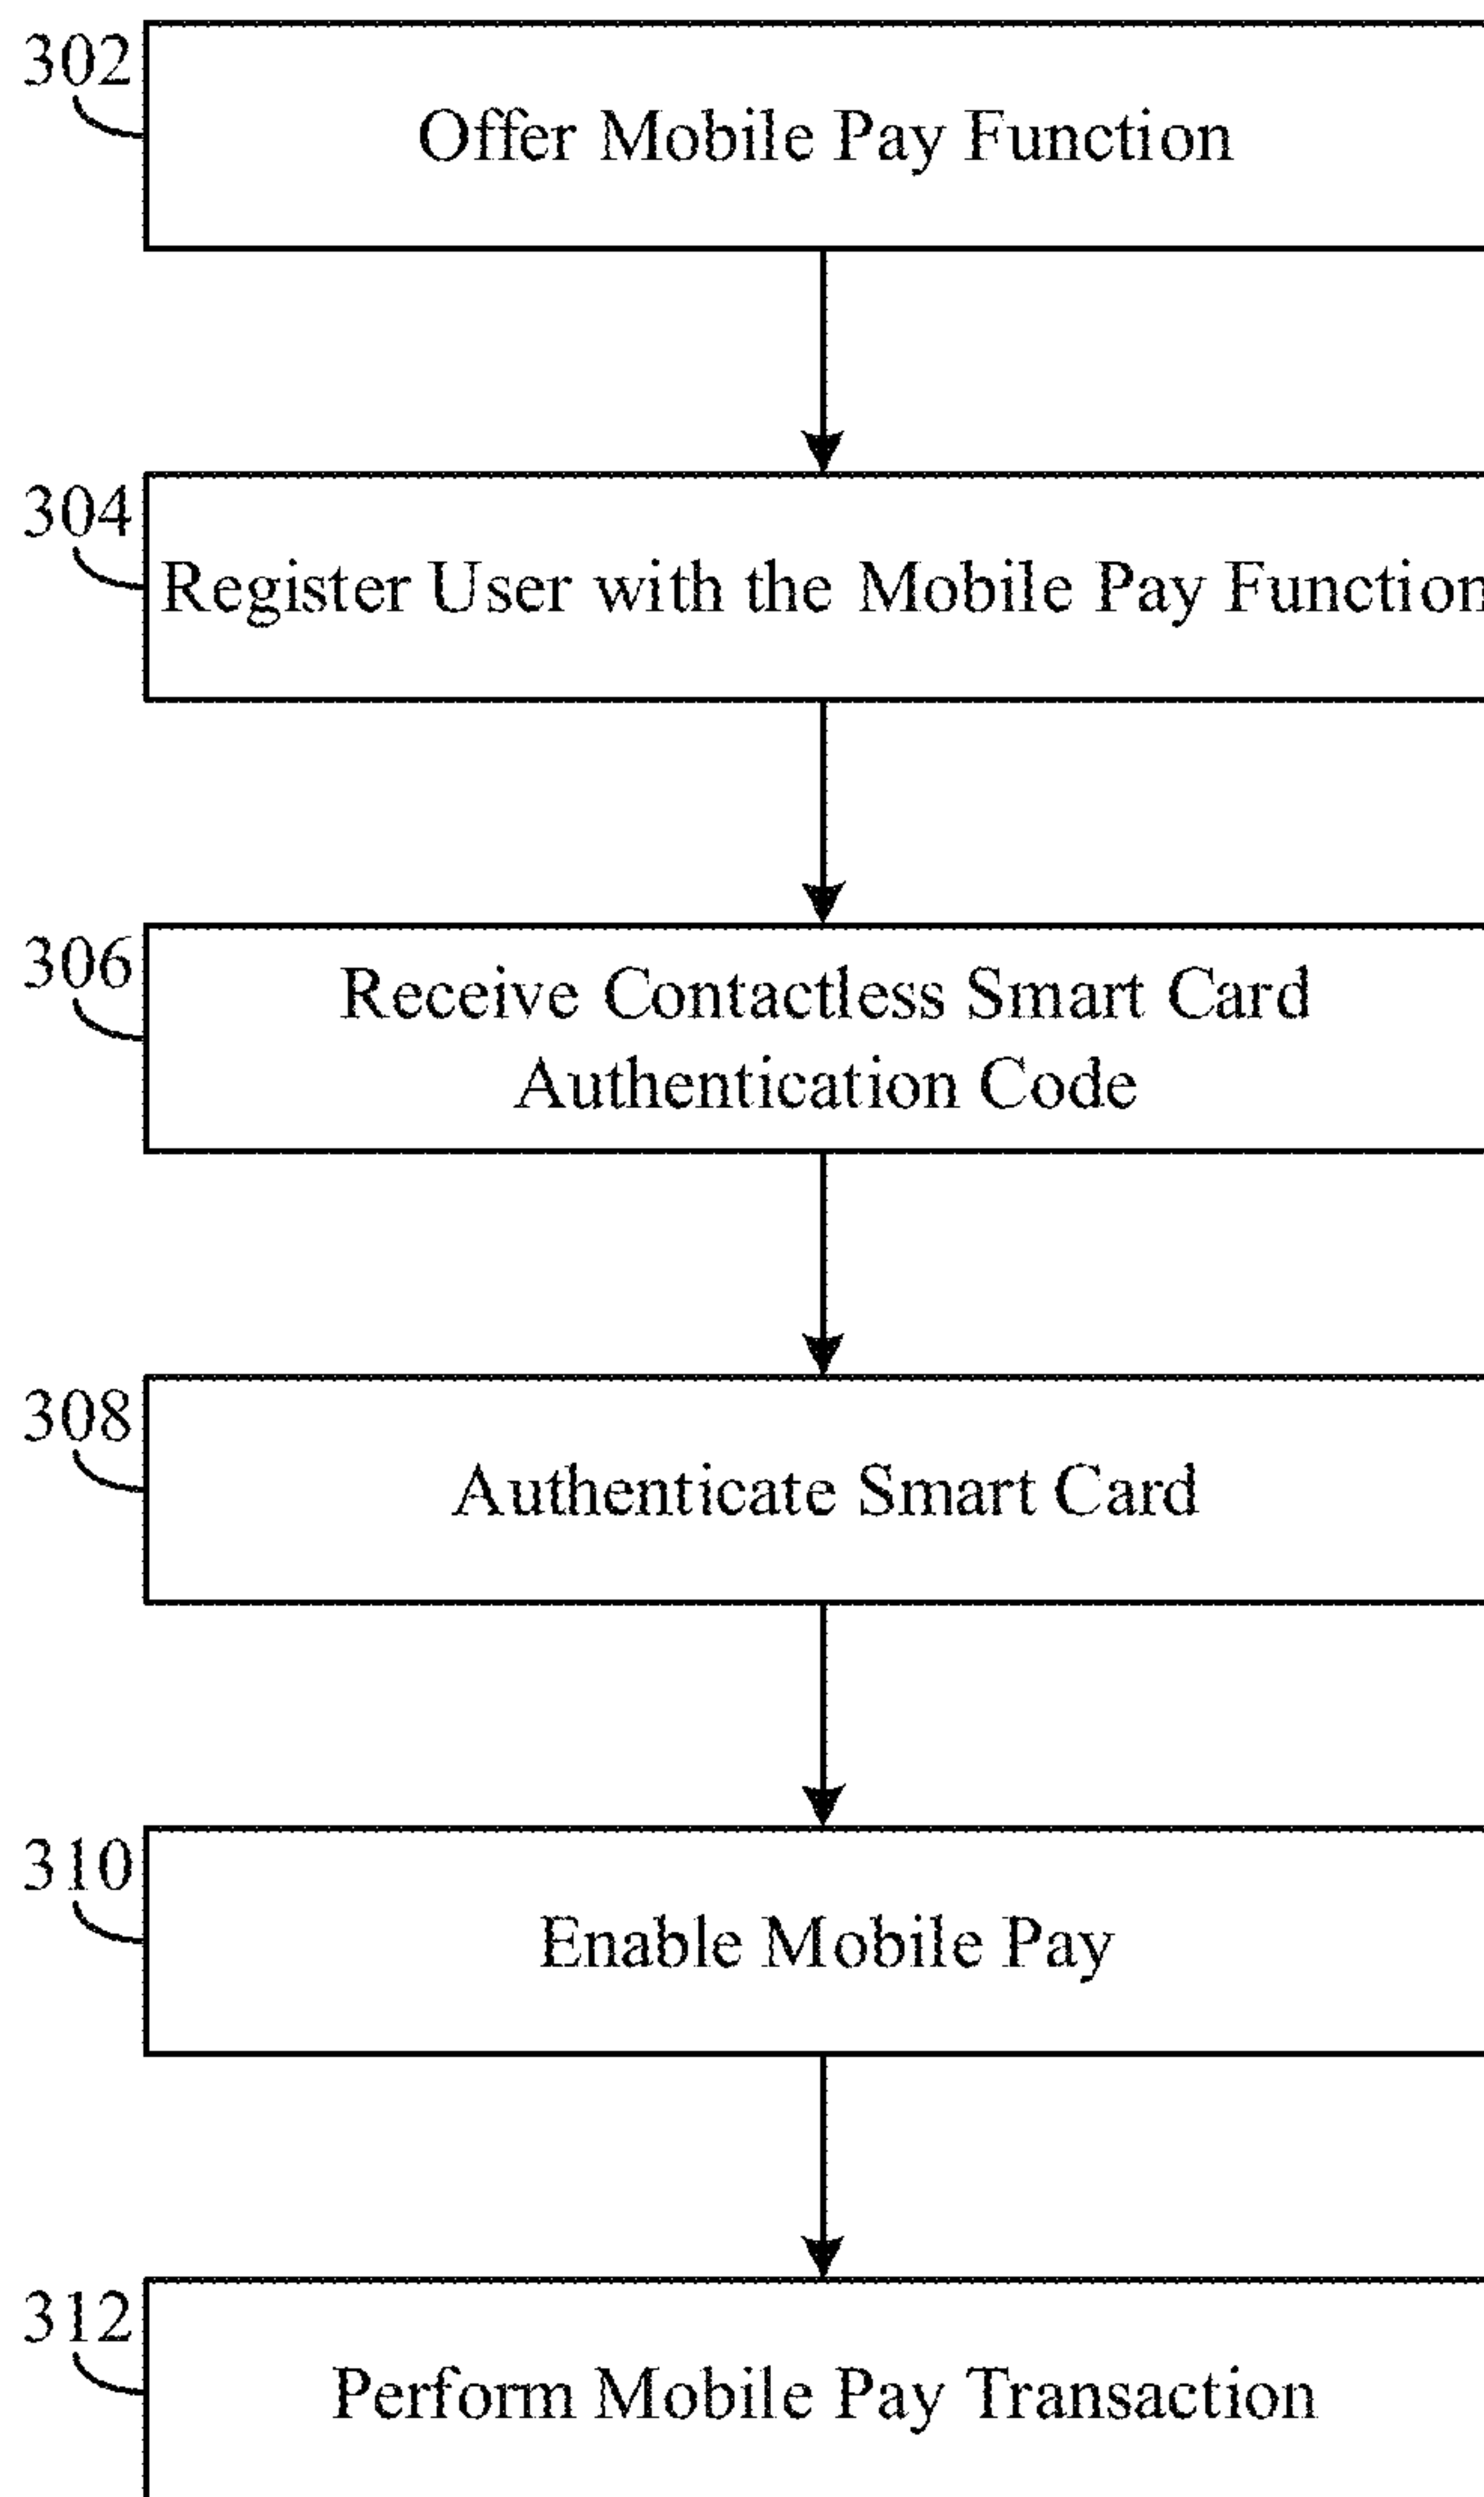 302
Offer Mobile Pay Function
304
Register User with the Mobile Pay Function
306
Receive Contactless Smart Card
Authentication Code
308
Authenticate Smart Card
310
Enable Mobile Pay
312
Perform Mobile Pay Transaction